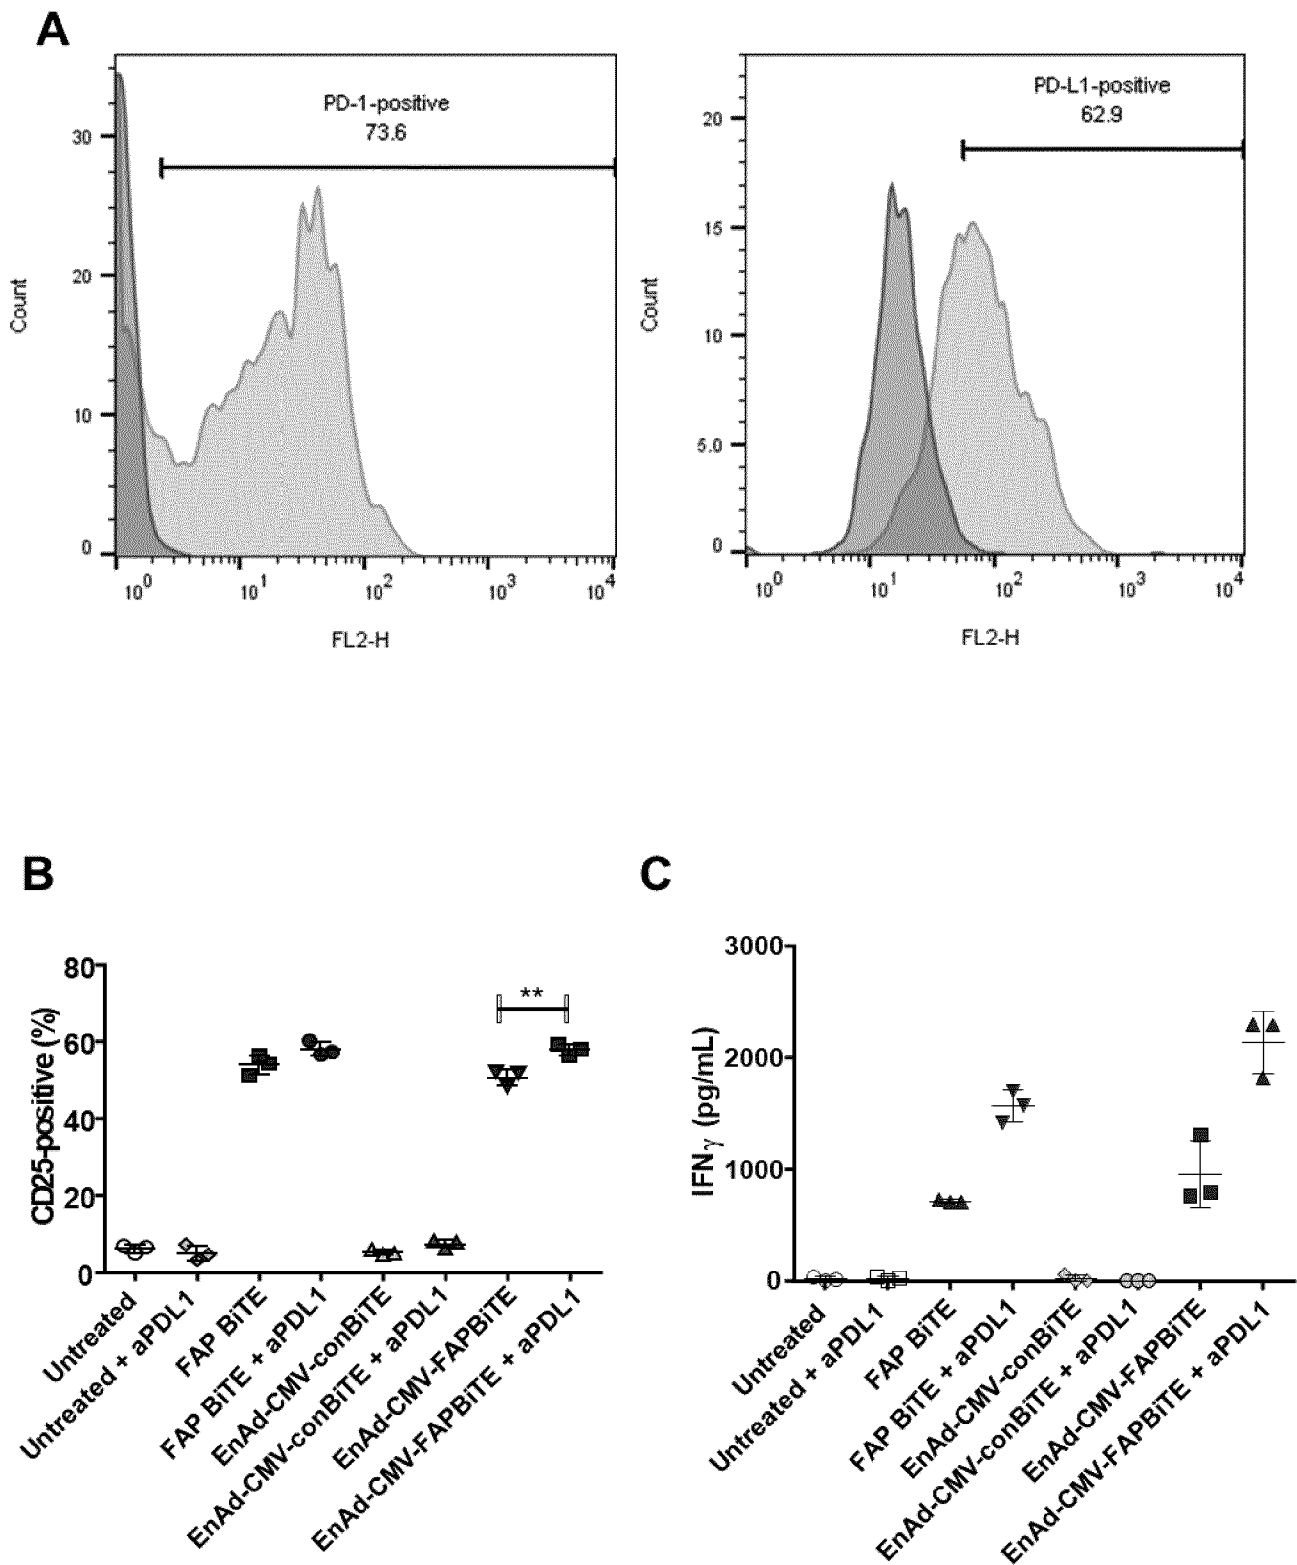 A
PD-1-positive
73.6
30
20
10
0
Count
10^0 10^1 10^2 10^3 10^4
FL2-H
PD-L1-positive
62.9
20
15
10
5.0
0
Count
10^0 10^1 10^2 10^3 10^4
FL2-H
B
80
60
40
20
0
CD25-positive (%)
**
Untreated
Untreated + aPDL1
FAP BiTE
FAP BiTE + aPDL1
EnAd-CMV-conBiTE
EnAd-CMV-conBiTE + aPDL1
EnAd-CMV-FAPBiTE
EnAd-CMV-FAPBiTE + aPDL1
C
3000
2000
1000
0
IFNγ (pg/mL)
Untreated
Untreated + aPDL1
FAP BiTE
FAP BiTE + aPDL1
EnAd-CMV-conBiTE
EnAd-CMV-conBiTE + aPDL1
EnAd-CMV-FAPBiTE
EnAd-CMV-FAPBiTE + aPDL1